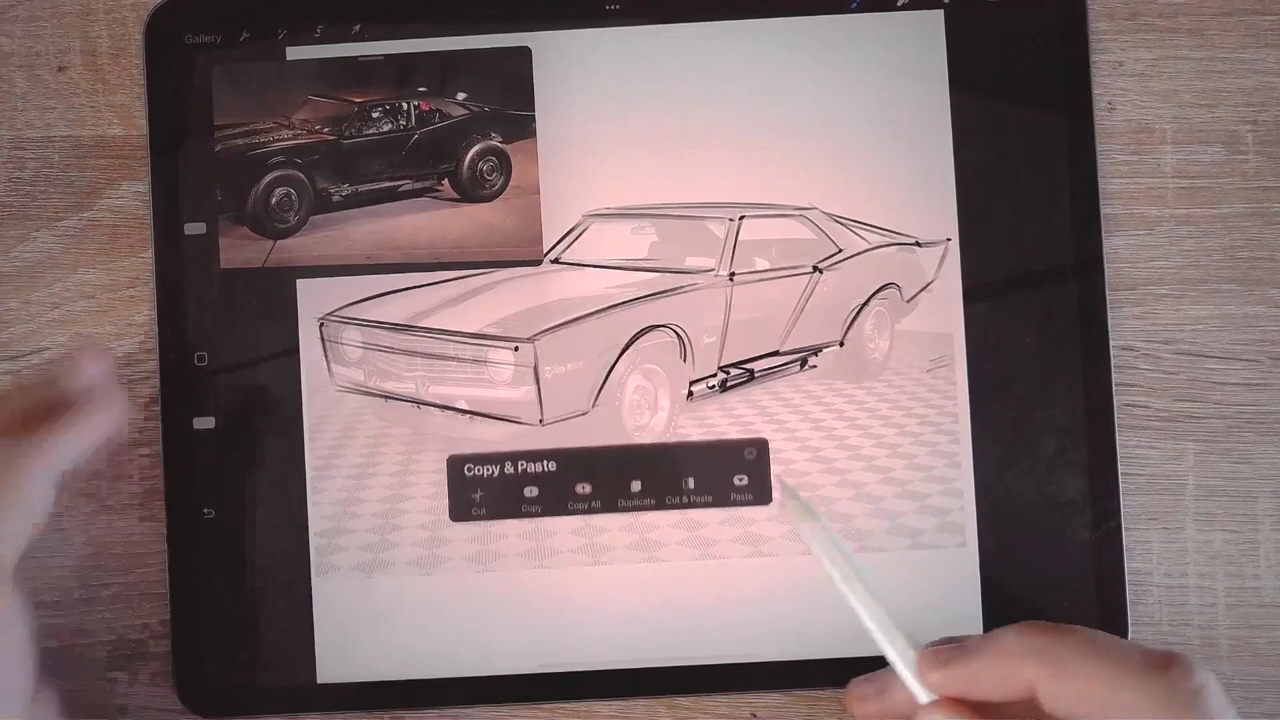 Gallery
Copy & Paste
Cut
Copy
Copy All
Duplicate
Cut & Paste
Paste